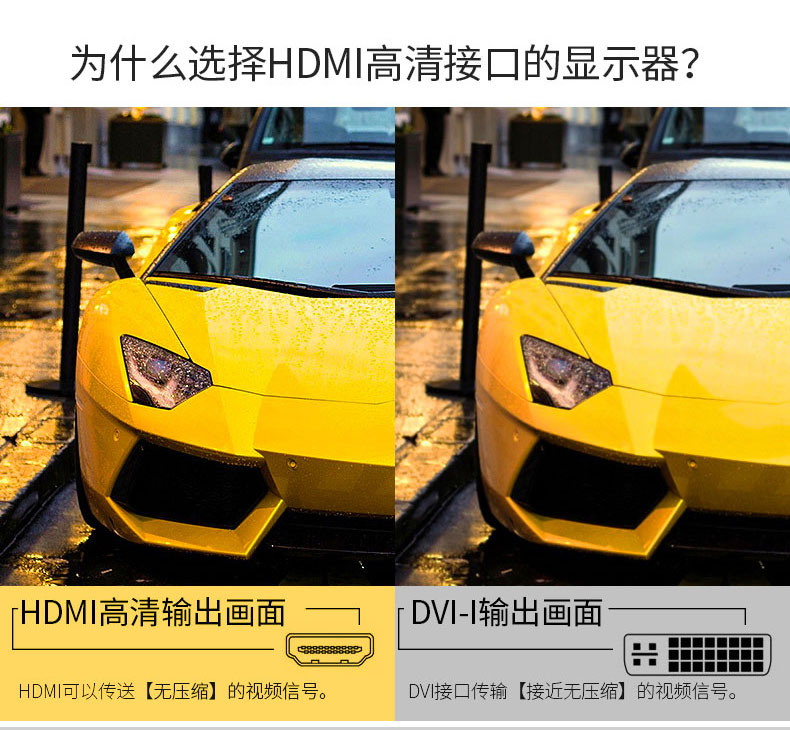 为什么选择HDMI高清接口的显示器?
HDMI高清输出画面
DVI-I输出画面
HDMI可以传送【无压缩】的视频信号。
DVI接口传输【接近无压缩】的视频信号。